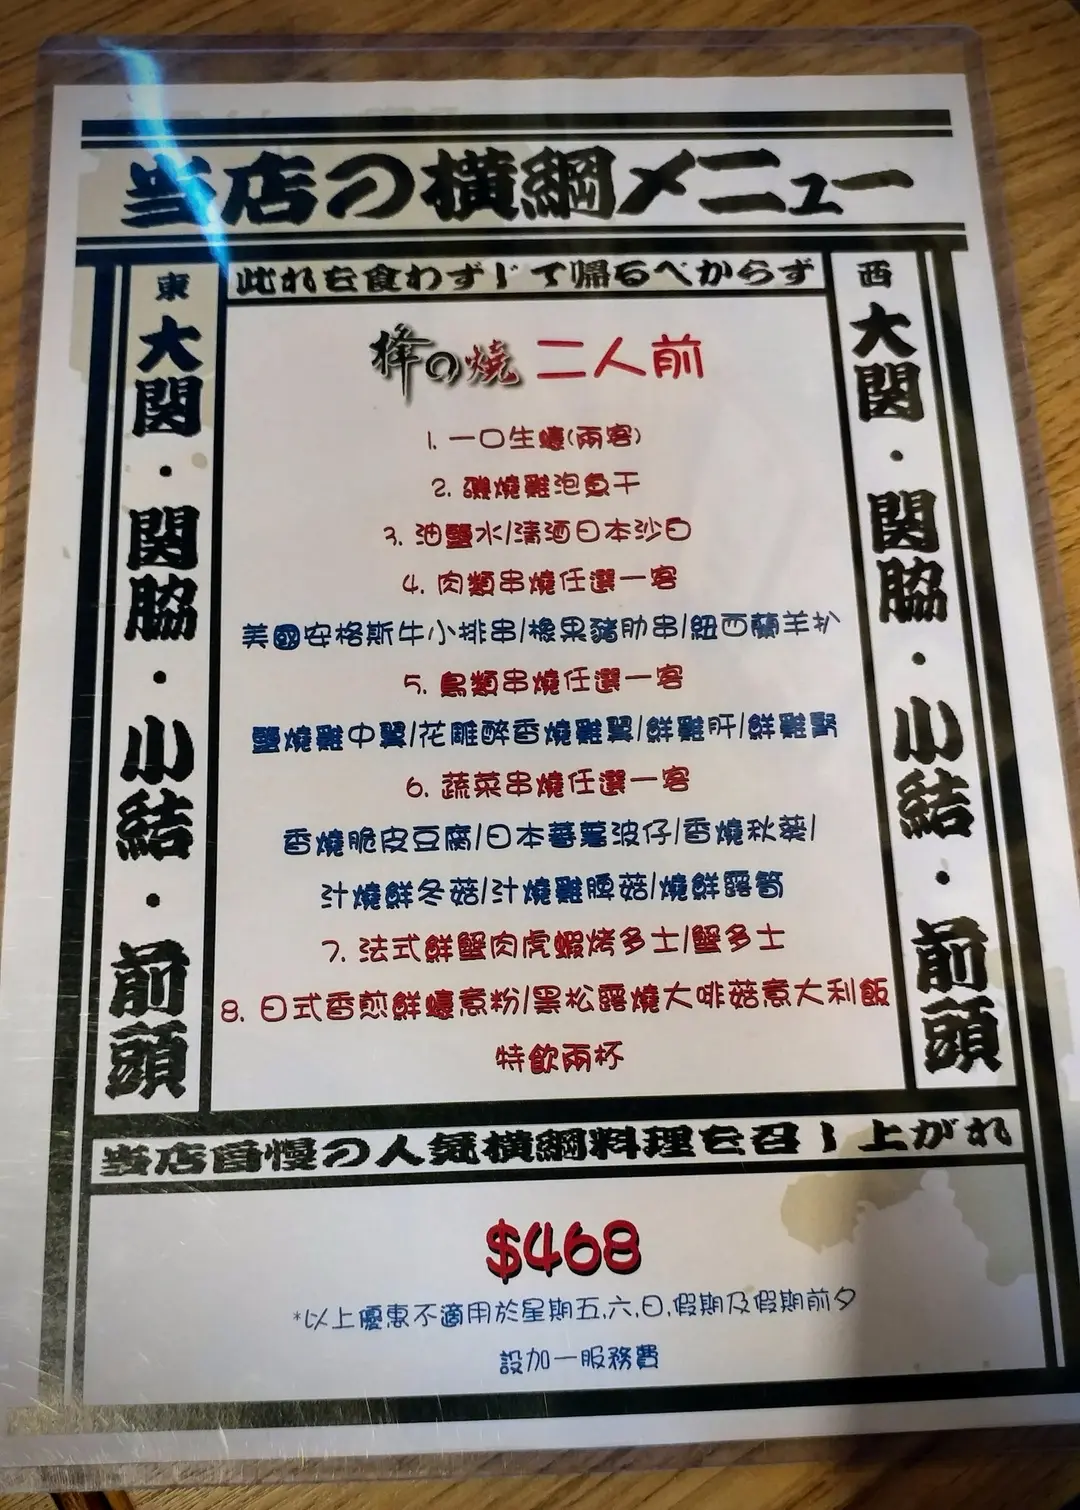 当店の横綱メニュー
東
此れを食わずして帰るべからず
西
大関・関脇・小結・前頭
大関・関脇・小結・前頭
の燒 二人前
1. 一口生蠔(兩客)
2. 磯燒雞泡魚干
3. 油鹽水/清酒日本沙白
4. 肉類串燒任選一客
美國安格斯牛小排串/橡果豬肋串/紐西蘭羊扒
5. 鳥類串燒任選一客
鹽燒雞中翼/花雕醉香燒雞翼/鮮雞肝/鮮雞腎
6. 蔬菜串燒任選一客
香燒脆皮豆腐/日本蕃薯波仔/香燒秋葵/
汁燒鮮冬菇/汁燒雞脾菇/燒鮮露筍
7. 法式鮮蟹肉虎蝦烤多士/蟹多士
8. 日式香煎鮮蠔煮粉/黑松露燒大啡菇煮大利飯
特飲兩杯
当店自慢の人気横綱料理を召し上がれ
$468
*以上優惠不適用於星期五,六,日,假期及假期前夕
設加一服務費